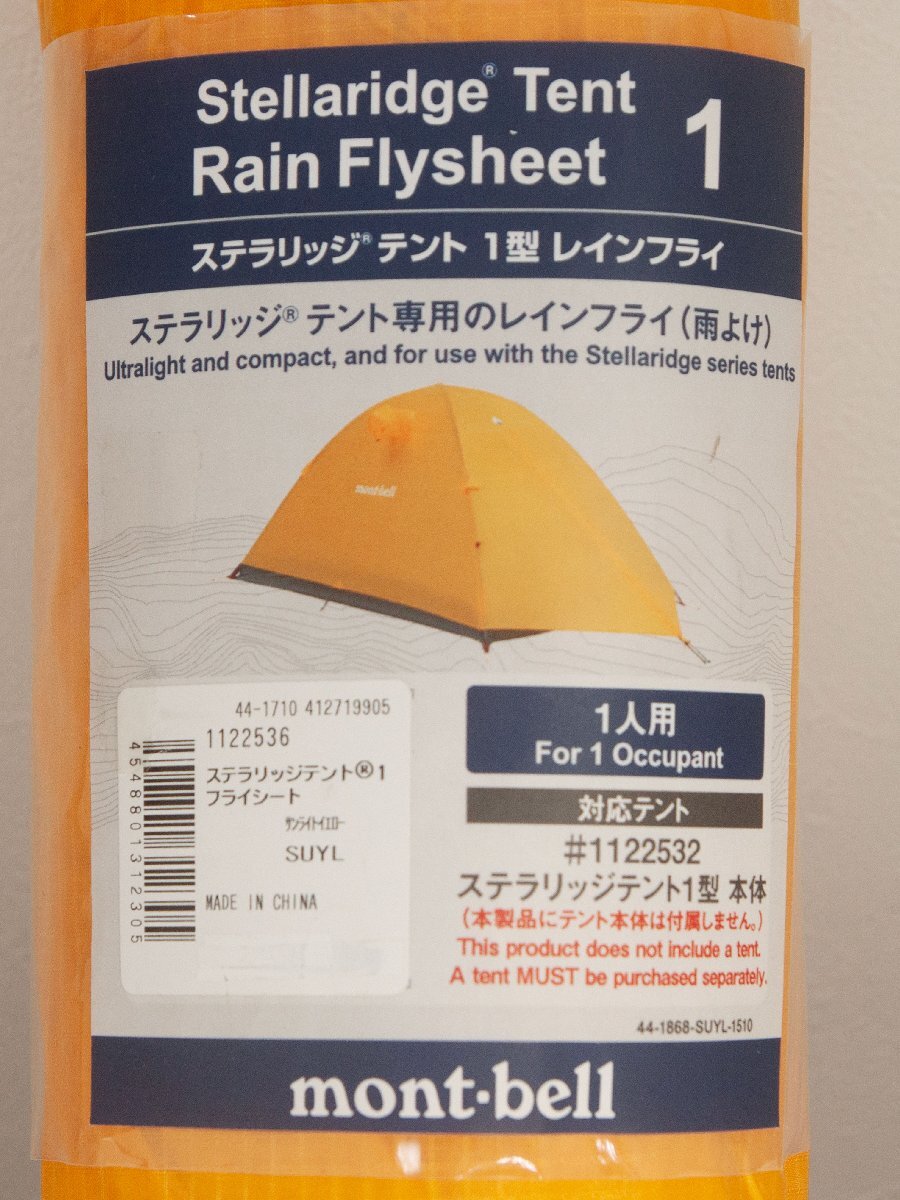 Stellaridge® Tent
Rain Flysheet 1
ステラリッジ® テント 1型 レインフライ
ステラリッジ® テント専用のレインフライ(雨よけ)
Ultralight and compact, and for use with the Stellaridge series tents
mont-bell
44-1710 412719905
1122536
ステラリッジテント®1
フライシート
サンライトイエロー
SUYL
MADE IN CHINA
4548801312305
1人用
For 1 Occupant
対応テント
#1122532
ステラリッジテント1型 本体
(本製品にテント本体は付属しません。)
This product does not include a tent.
A tent MUST be purchased separately.
44-1868-SUYL-1510
mont-bell